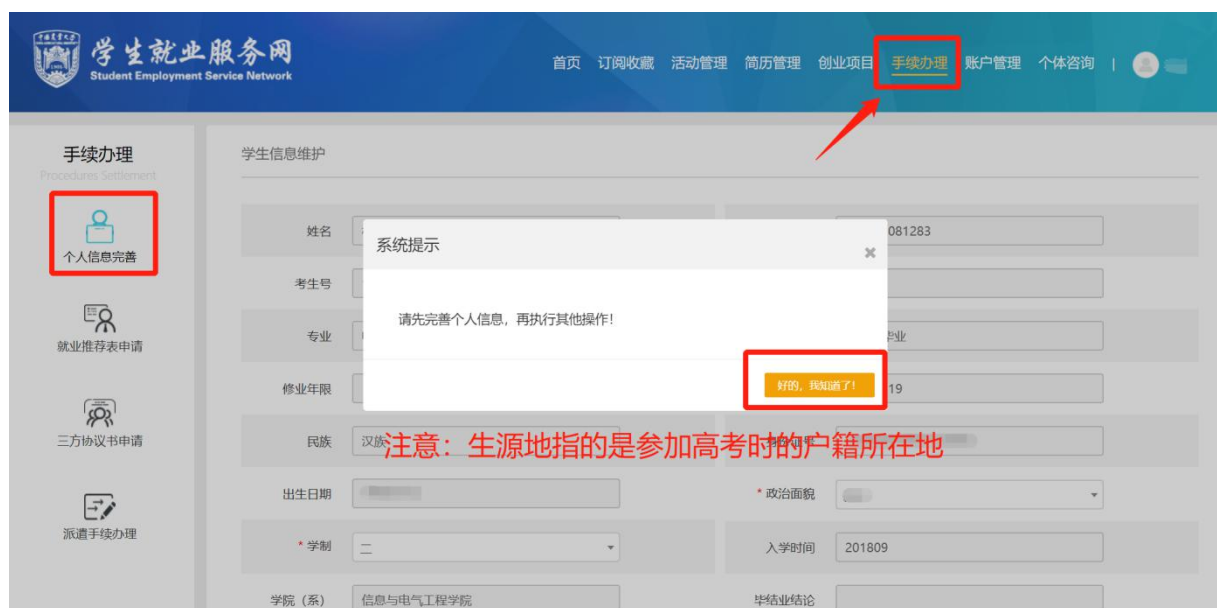 学生就业服务网
Student Employment Service Network
首页 订阅收藏 活动管理 简历管理 创业项目 手续办理 账户管理 个体咨询 |
手续办理
Procedures Settlement
个人信息完善
就业推荐表申请
三方协议书申请
派遣手续办理
学生信息维护
姓名 081283
系统提示
考生号
请先完善个人信息，再执行其他操作！
专业 毕业
好的，我知道了！
修业年限 19
民族 汉族
注意：生源地指的是参加高考时的户籍所在地
出生日期 * 政治面貌
* 学制 二 入学时间 201809
学院（系） 信息与电气工程学院 毕结业结论